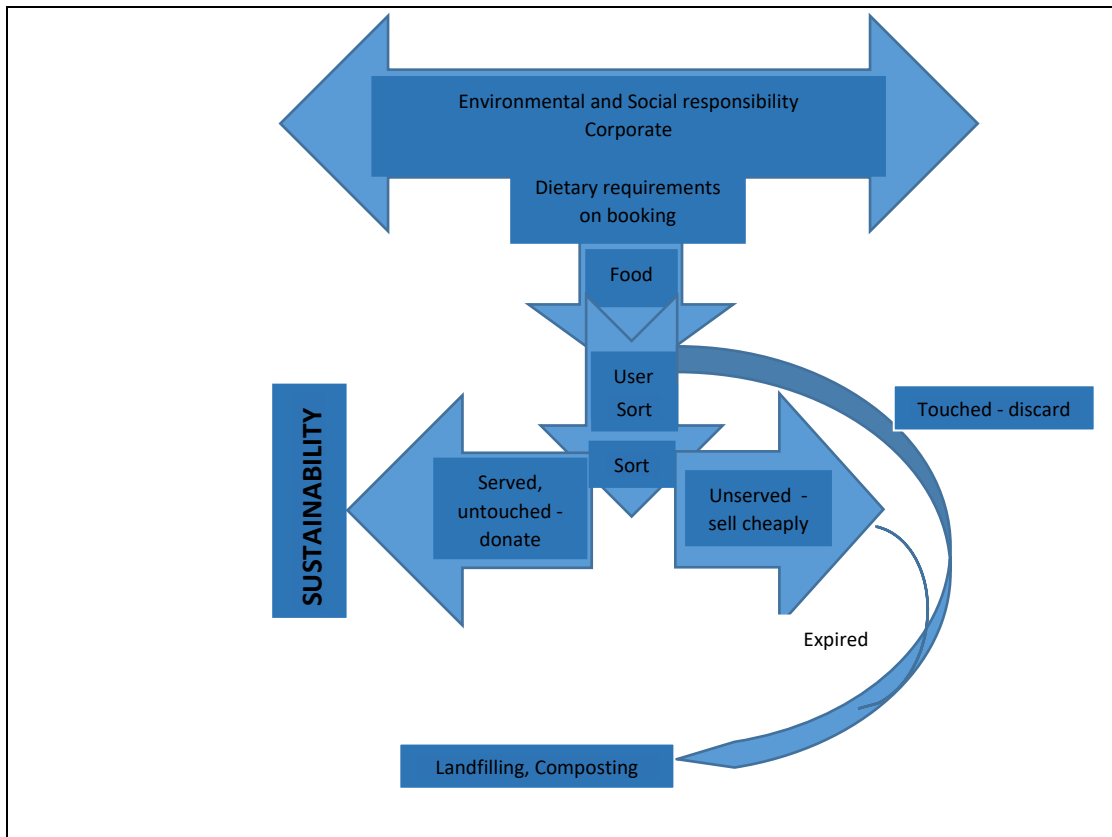 Environmental and Social responsibility
Corporate
Dietary requirements
on booking
Food
User
Sort
Touched - discard
Sort
SUSTAINABILITY
Served,
untouched -
donate
Unserved  -
sell cheaply
Expired
Landfilling, Composting